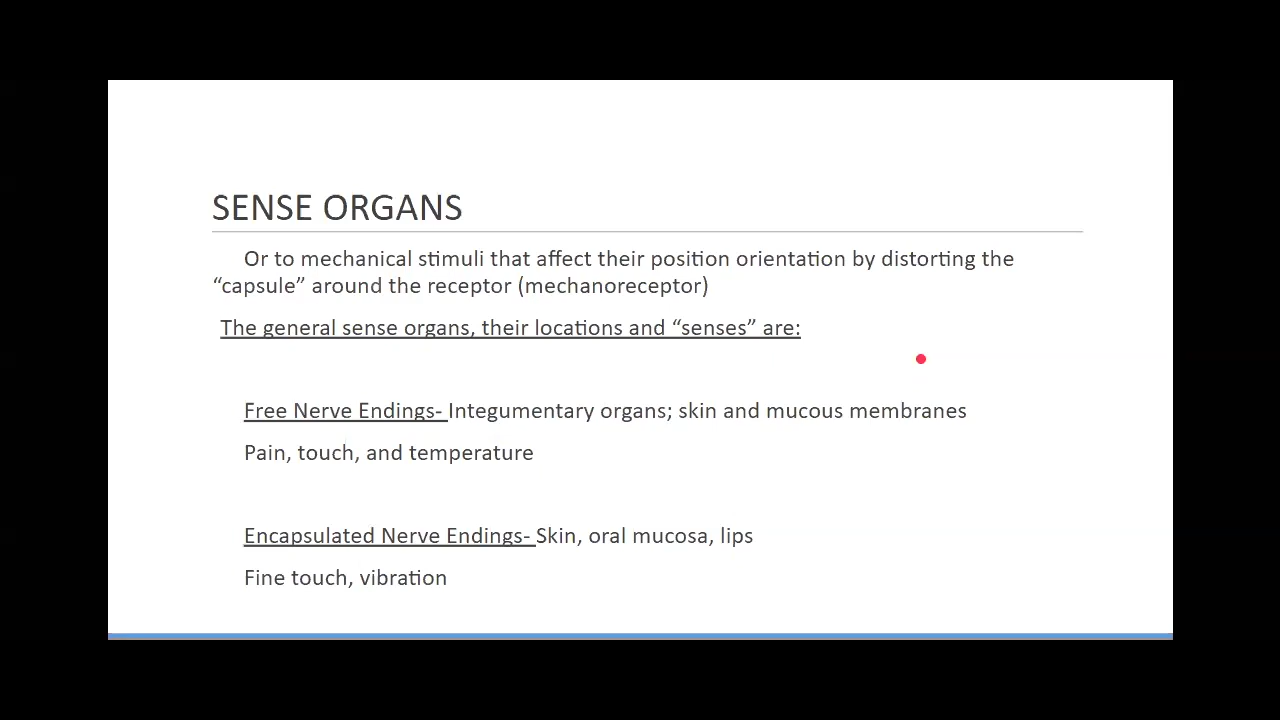 SENSE ORGANS
Or to mechanical stimuli that affect their position orientation by distorting the
“capsule” around the receptor (mechanoreceptor)
The general sense organs, their locations and “senses” are:
Free Nerve Endings- Integumentary organs; skin and mucous membranes
Pain, touch, and temperature
Encapsulated Nerve Endings- Skin, oral mucosa, lips
Fine touch, vibration